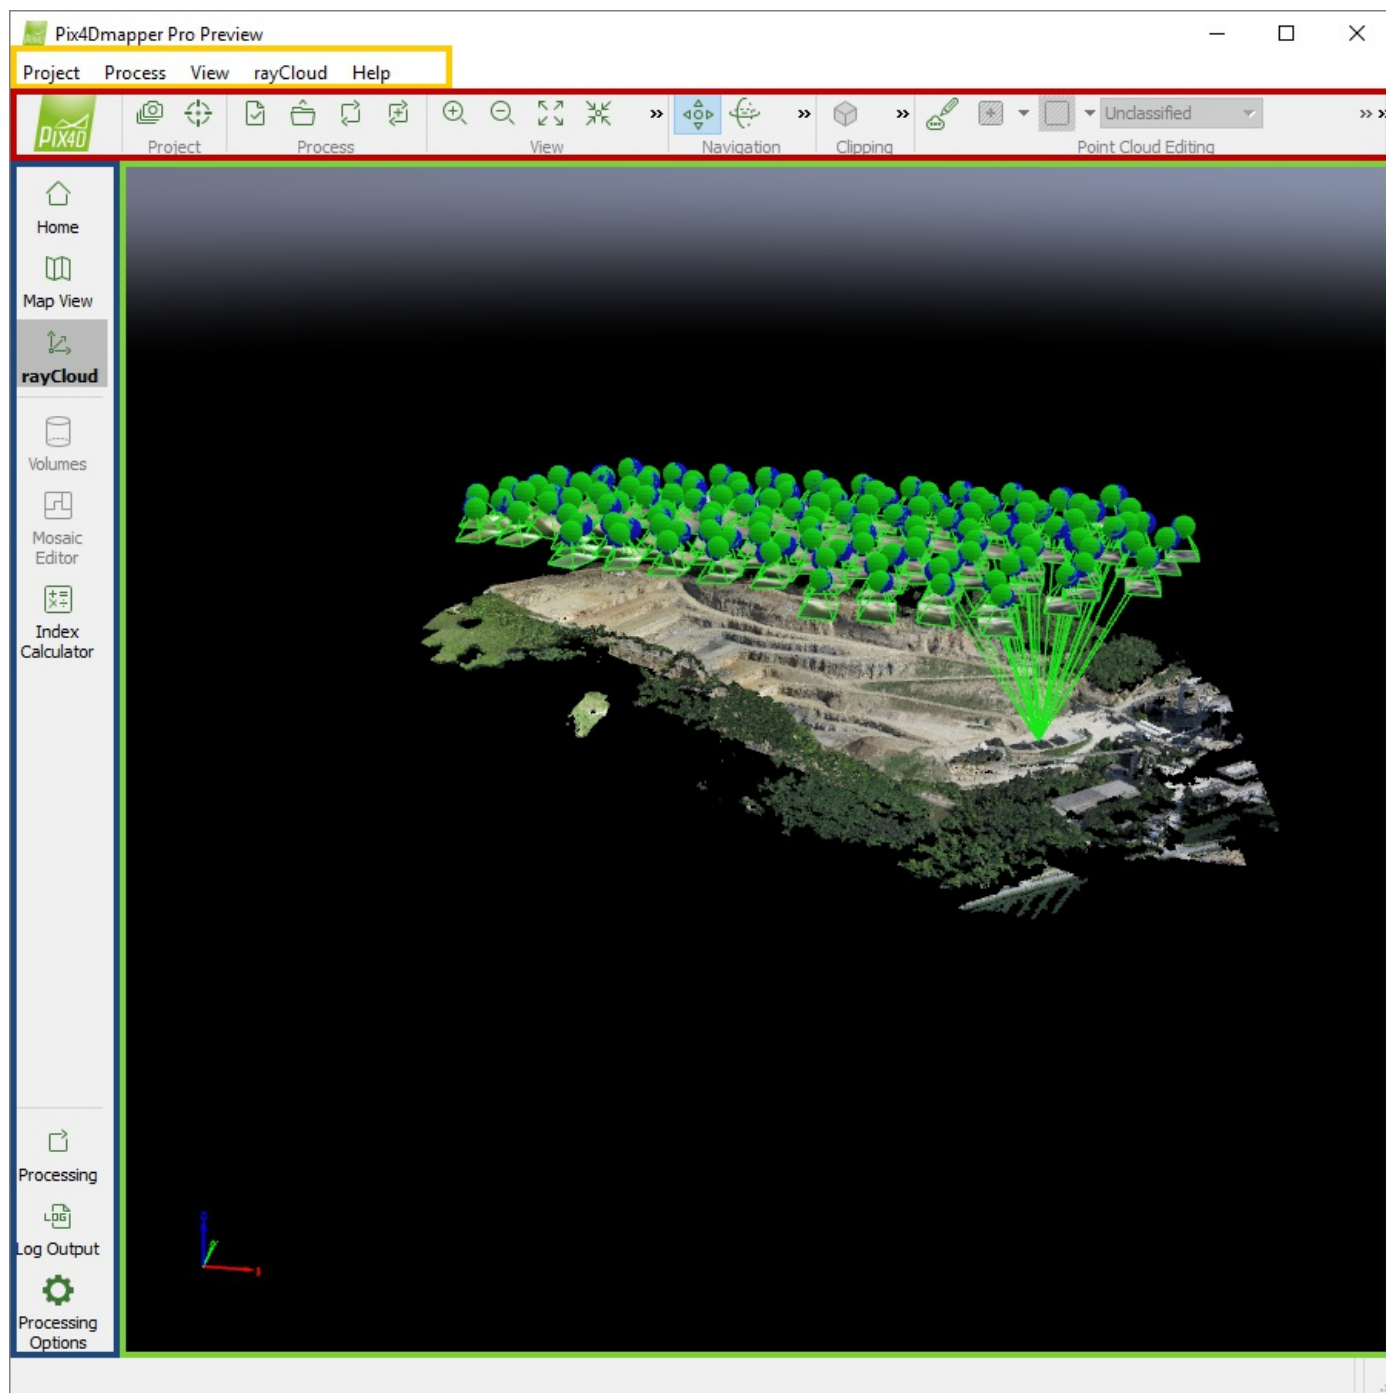 Pix4Dmapper Pro Preview
Project Process View rayCloud Help
PIX4D
Project
Process
View
Navigation
Clipping
Unclassified
Point Cloud Editing
Home
Map View
rayCloud
Volumes
Mosaic
Editor
Index
Calculator
Processing
LOG
Log Output
Processing
Options